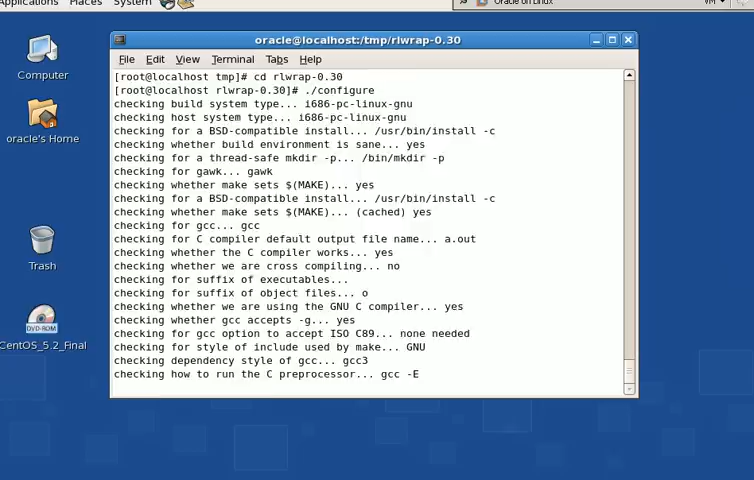 Applications Places System
Oracle on Linux
VM
oracle@localhost:/tmp/rlwrap-0.30
File Edit View Terminal Tabs Help
[root@localhost tmp]# cd rlwrap-0.30
[root@localhost rlwrap-0.30]# ./configure
checking build system type... i686-pc-linux-gnu
checking host system type... i686-pc-linux-gnu
checking for a BSD-compatible install... /usr/bin/install -c
checking whether build environment is sane... yes
checking for a thread-safe mkdir -p... /bin/mkdir -p
checking for gawk... gawk
checking whether make sets $(MAKE)... yes
checking for a BSD-compatible install... /usr/bin/install -c
checking whether make sets $(MAKE)... (cached) yes
checking for gcc... gcc
checking for C compiler default output file name... a.out
checking whether the C compiler works... yes
checking whether we are cross compiling... no
checking for suffix of executables...
checking for suffix of object files... o
checking whether we are using the GNU C compiler... yes
checking whether gcc accepts -g... yes
checking for gcc option to accept ISO C89... none needed
checking for style of include used by make... GNU
checking dependency style of gcc... gcc3
checking how to run the C preprocessor... gcc -E
Computer
oracle's Home
Trash
DVD-ROM
CentOS_5.2_Final